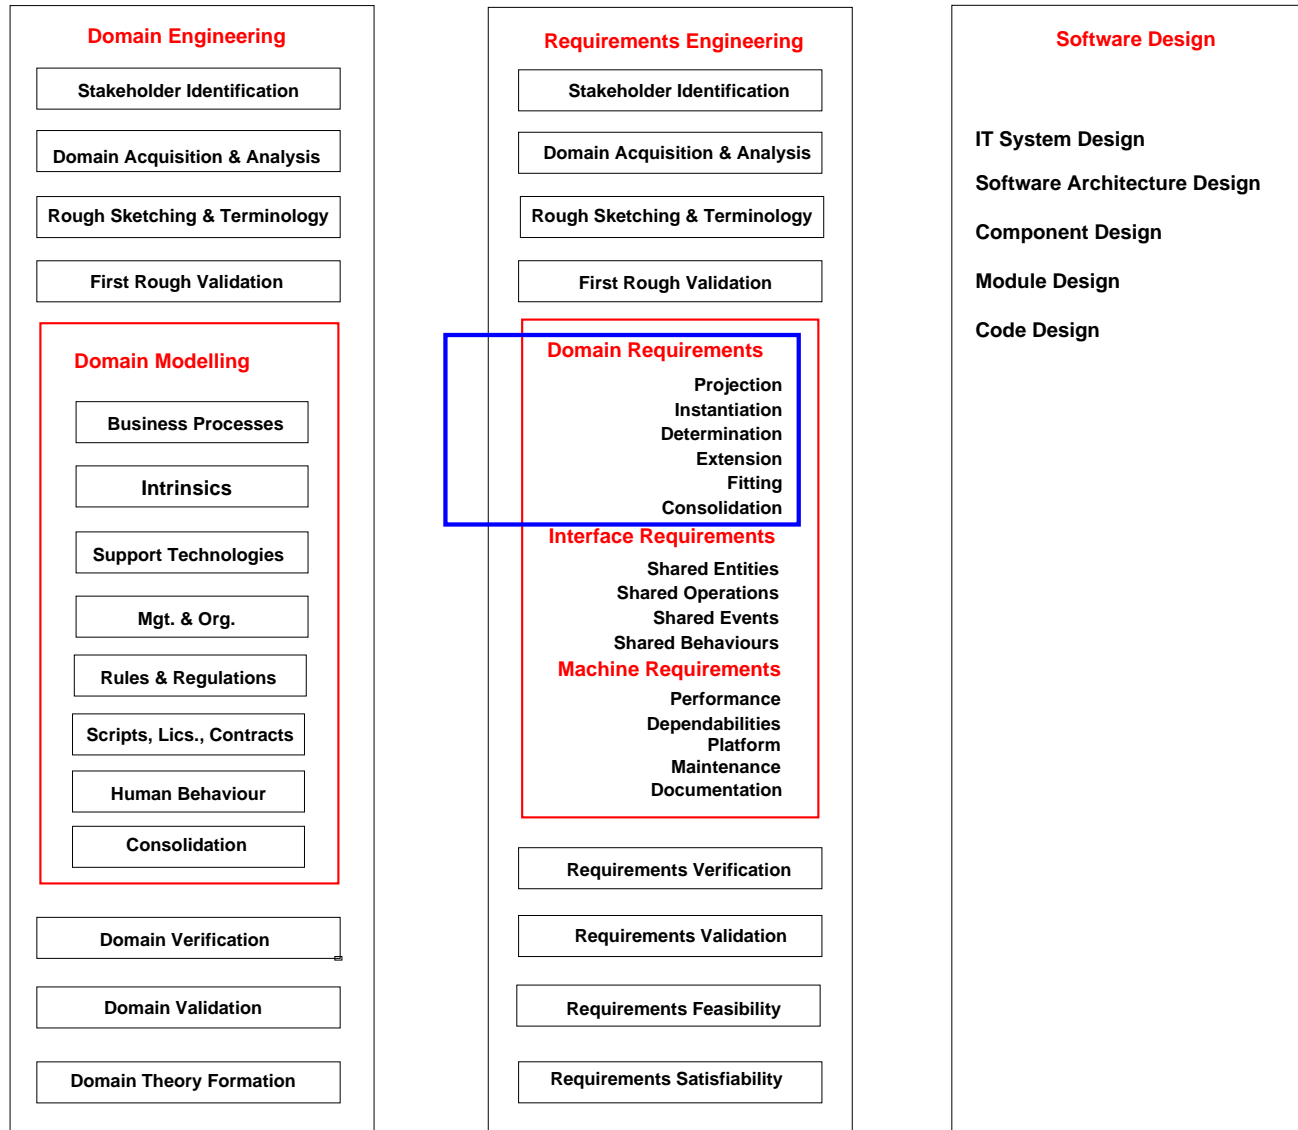 Domain Engineering
Stakeholder Identification
Domain Acquisition & Analysis
Rough Sketching & Terminology
First Rough Validation
Domain Modelling
Business Processes
Intrinsics
Support Technologies
Mgt. & Org.
Rules & Regulations
Scripts, Lics., Contracts
Human Behaviour
Consolidation
Domain Verification
Domain Validation
Domain Theory Formation
Requirements Engineering
Stakeholder Identification
Domain Acquisition & Analysis
Rough Sketching & Terminology
First Rough Validation
Domain Requirements
Projection
Instantiation
Determination
Extension
Fitting
Consolidation
Interface Requirements
Shared Entities
Shared Operations
Shared Events
Shared Behaviours
Machine Requirements
Performance
Dependabilities
Platform
Maintenance
Documentation
Requirements Verification
Requirements Validation
Requirements Feasibility
Requirements Satisfiability
Software Design
IT System Design
Software Architecture Design
Component Design
Module Design
Code Design